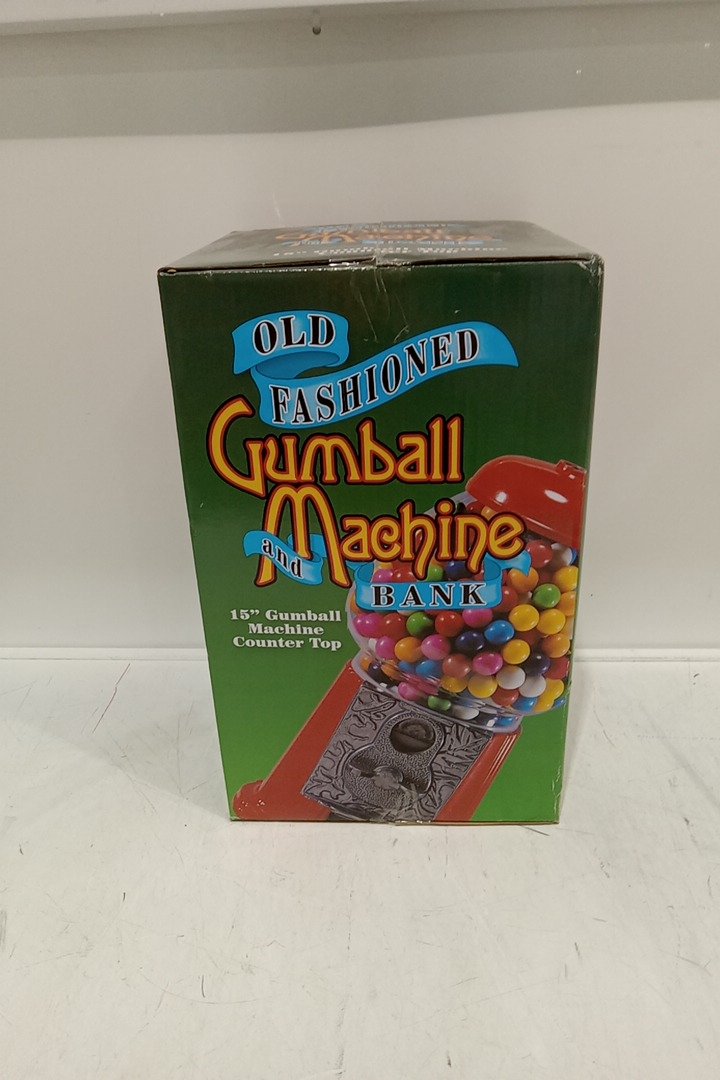 OLD
FASHIONED
Gumball
Machine
and
BANK
15" Gumball
Machine
Counter Top